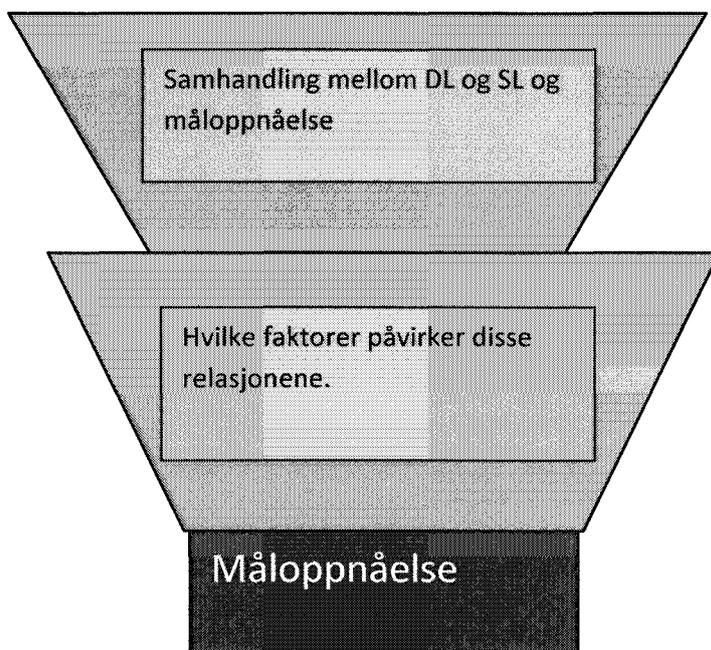 Samhandling mellom DL og SL og
måloppnåelse
Hvilke faktorer påvirker disse
relasjonene.
Måloppnåelse